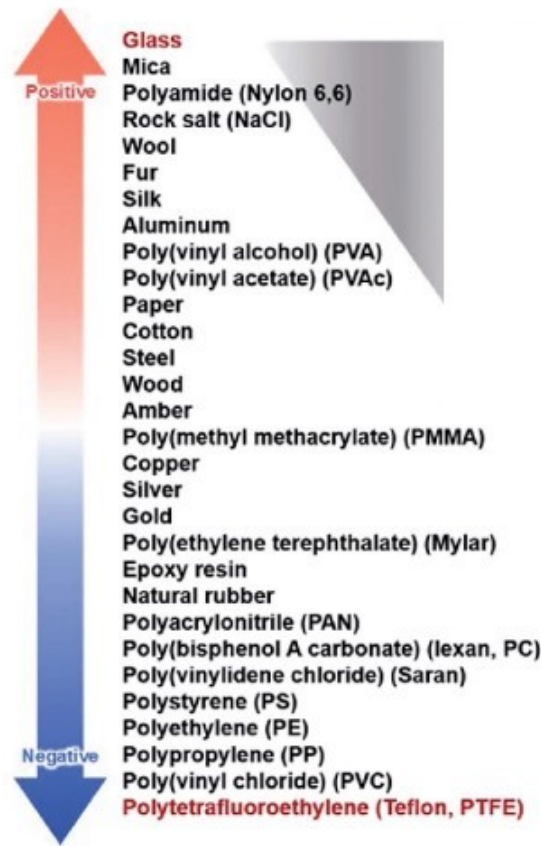 Glass
Mica
Positive
Polyamide (Nylon 6,6)
Rock salt (NaCl)
Wool
Fur
Silk
Aluminum
Poly(vinyl alcohol) (PVA)
Poly(vinyl acetate) (PVAc)
Paper
Cotton
Steel
Wood
Amber
Poly(methyl methacrylate) (PMMA)
Copper
Silver
Gold
Poly(ethylene terephthalate) (Mylar)
Epoxy resin
Natural rubber
Polyacrylonitrile (PAN)
Poly(bisphenol A carbonate) (lexan, PC)
Poly(vinylidene chloride) (Saran)
Polystyrene (PS)
Polyethylene (PE)
Negative
Polypropylene (PP)
Poly(vinyl chloride) (PVC)
Polytetrafluoroethylene (Teflon, PTFE)